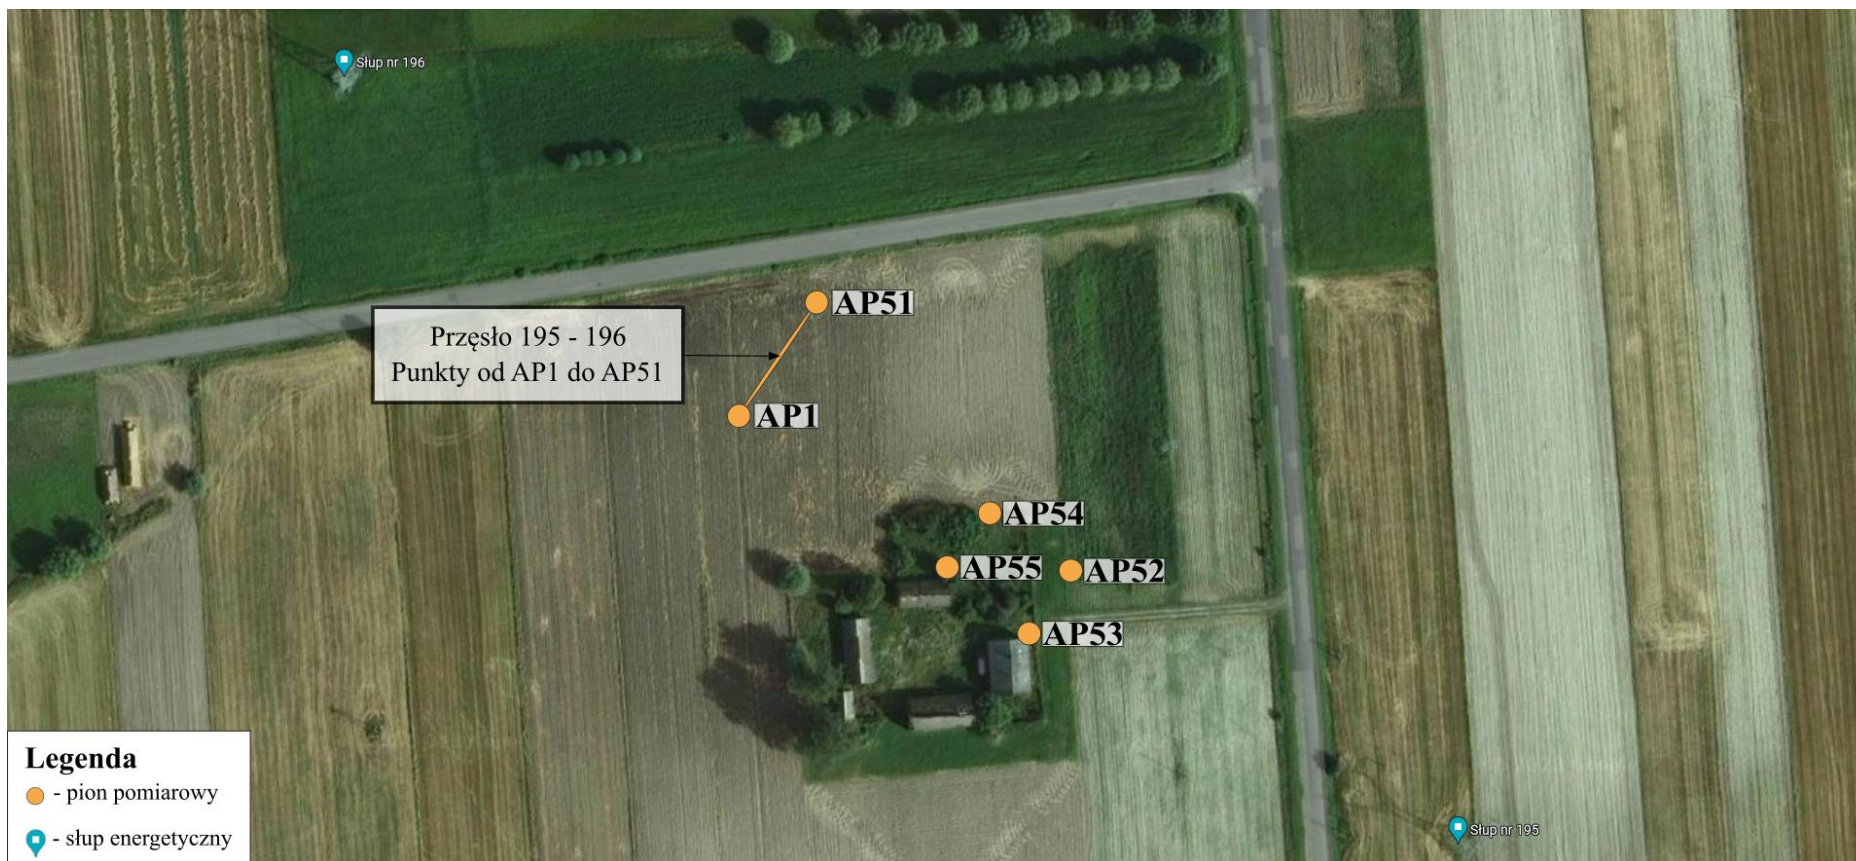 Słup nr 196
AP51
Przęsło 195 - 196
Punkty od AP1 do AP51
AP1
AP54
AP55
AP52
AP53
Legenda
- pion pomiarowy
- słup energetyczny
Słup nr 195